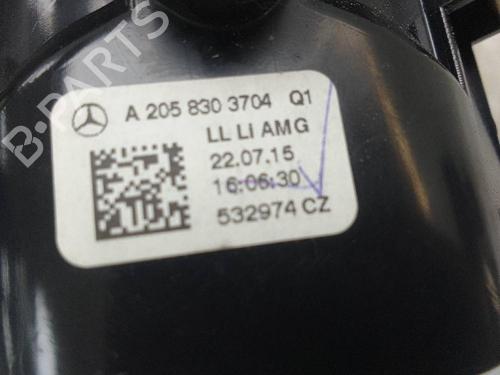 B-PARTS
A 205 830 3704 Q1
LL LI AMG
22.07.15
16:06:30
532974 CZ